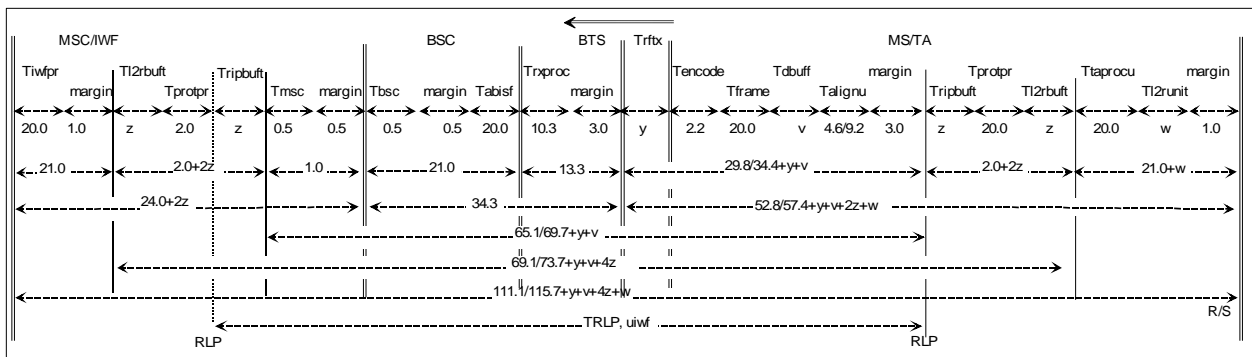 MSC/IWF BSC BTS Trftx MS/TA
Tiwfpr Tl2rbuft Tripbuft Trxproc Tencode Tdbuff margin Tprotpr Ttaprocu margin
margin Tprotpr Tmsc margin Tbsc margin Tabisf margin Tframe Talignu Tripbuft Tl2rbuft Tl2runit
20.0 1.0 z 2.0 z 0.5 0.5 0.5 0.5 20.0 10.3 3.0 y 2.2 20.0 v 4.6/9.2 3.0 z 20.0 z 20.0 w 1.0
21.0 2.0+2z 1.0 21.0 13.3 29.8/34.4+y+v 2.0+2z 21.0+w
24.0+2z 34.3 52.8/57.4+y+v+2z+w
65.1/69.7+y+v
69.1/73.7+y+v+4z
111.1/115.7+y+v+4z+w
R/S
TRLP, uiwf
RLP RLP